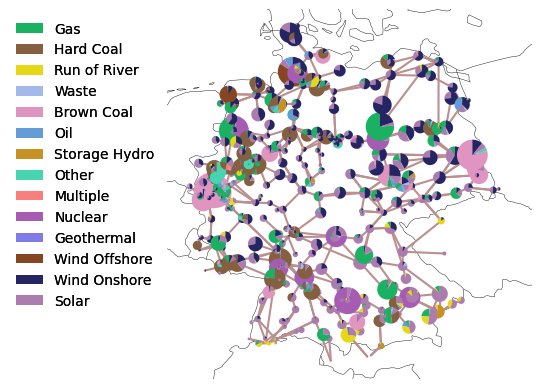 Gas
Hard Coal
Run of River
Waste
Brown Coal
Oil
Storage Hydro
Other
Multiple
Nuclear
Geothermal
Wind Offshore
Wind Onshore
Solar